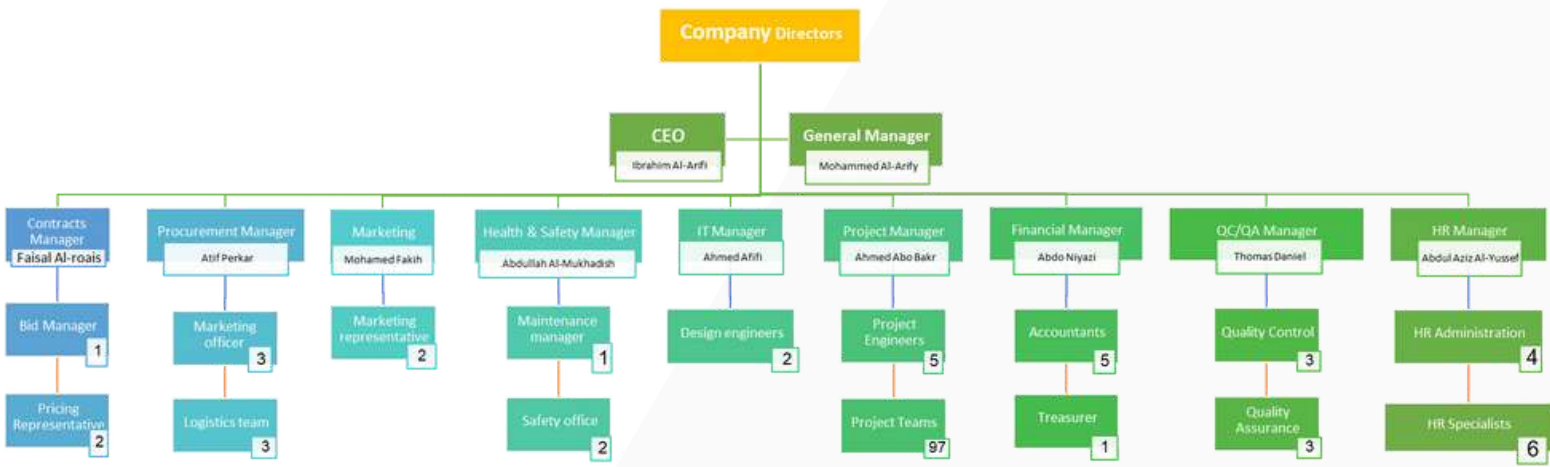 Company Directors
CEO
Ibrahim Al-Arifi
General Manager
Mohammed Al-Arify
Contracts
Manager
Faisal Al-roais
Procurement Manager
Atif Perkar
Marketing
Mohamed Fakih
Health & Safety Manager
Abdullah Al-Mukhadish
IT Manager
Ahmed Afifi
Project Manager
Ahmed Abo Bakr
Financial Manager
Abdo Niyazi
QC/QA Manager
Thomas Daniel
HR Manager
Abdul Aziz Al-Yussef
Bid Manager
1
Marketing
officer
3
Marketing
representative
2
Maintenance
manager
1
Design engineers
2
Project
Engineers
5
Accountants
5
Quality Control
3
HR Administration
4
Pricing
Representative
2
Logistics team
3
Safety office
2
Project Teams
97
Treasurer
1
Quality
Assurance
3
HR Specialists
6